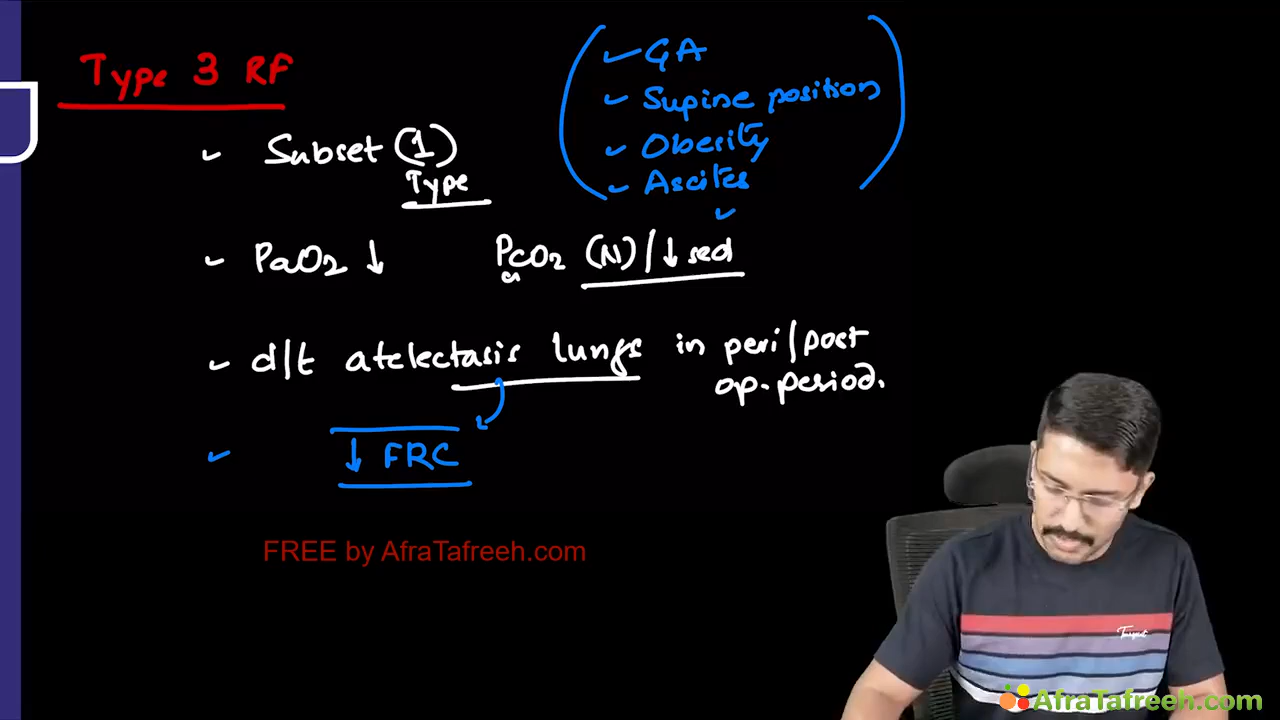 Type 3 RF
✓ GA
✓ Supine position
✓ Obesity
✓ Ascites
✓ Subset (1)
Type
✓ PaO2 ↓ PaCO2 (N)/↓sed
✓ d/t atelectasis lungs in peri/post
op. period.
✓ ↓ FRC
FREE by AfraTafreeh.com
AfraTafreeh.com